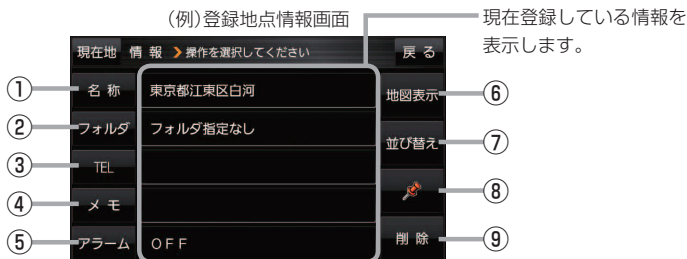 (例)登録地点情報画面
現在登録している情報を
表示します。
現在地 情 報 操作を選択してください 戻 る
① 名 称 東京都江東区白河 地図表示 ⑥
② フォルダ フォルダ指定なし 並び替え ⑦
③ TEL ⑧
④ メ モ
⑤ アラーム OFF 削 除 ⑨